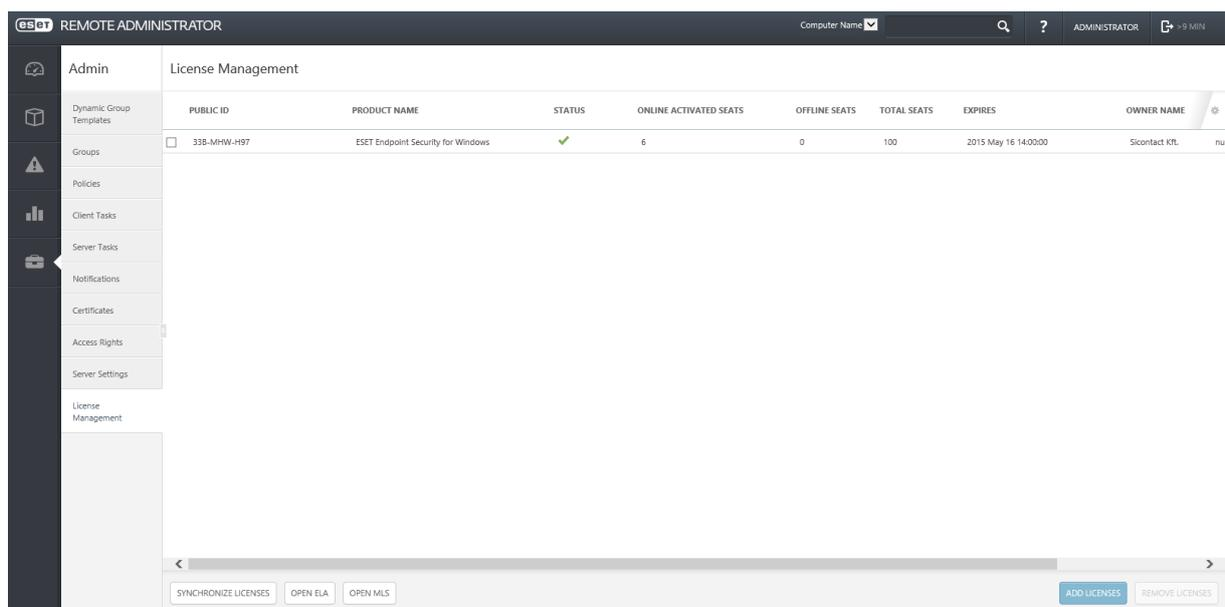 eset REMOTE ADMINISTRATOR
Computer Name
?
ADMINISTRATOR
>9 MIN
Admin
Dynamic Group
Templates
Groups
Policies
Client Tasks
Server Tasks
Notifications
Certificates
Access Rights
Server Settings
License
Management
License Management
PUBLIC ID PRODUCT NAME STATUS ONLINE ACTIVATED SEATS OFFLINE SEATS TOTAL SEATS EXPIRES OWNER NAME
33B-MHW-H97 ESET Endpoint Security for Windows 6 0 100 2015 May 16 14:00:00 Sicontact Kft. nu
SYNCHRONIZE LICENSES OPEN ELA OPEN MLS ADD LICENSES REMOVE LICENSES